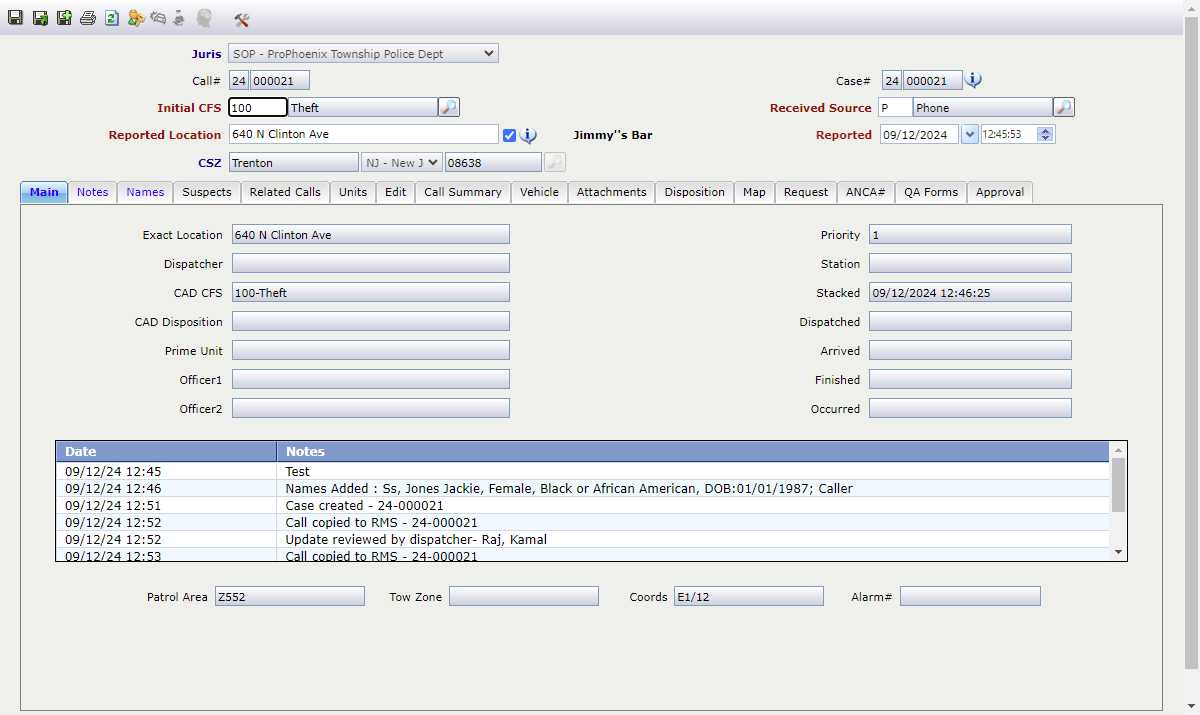 Juris SOP - ProPhoenix Township Police Dept
Call# 24 000021 Case# 24 000021
Initial CFS 100 Theft Received Source P Phone
Reported Location 640 N Clinton Ave Jimmy''s Bar Reported 09/12/2024 12:45:53
CSZ Trenton NJ - New J 08638
Main Notes Names Suspects Related Calls Units Edit Call Summary Vehicle Attachments Disposition Map Request ANCA# QA Forms Approval
Exact Location 640 N Clinton Ave Priority 1
Dispatcher Station
CAD CFS 100-Theft Stacked 09/12/2024 12:46:25
CAD Disposition Dispatched
Prime Unit Arrived
Officer1 Finished
Officer2 Occurred
Date Notes
09/12/24 12:45 Test
09/12/24 12:46 Names Added : Ss, Jones Jackie, Female, Black or African American, DOB:01/01/1987; Caller
09/12/24 12:51 Case created - 24-000021
09/12/24 12:52 Call copied to RMS - 24-000021
09/12/24 12:52 Update reviewed by dispatcher- Raj, Kamal
09/12/24 12:53 Call copied to RMS - 24-000021
Patrol Area Z552 Tow Zone Coords E1/12 Alarm#